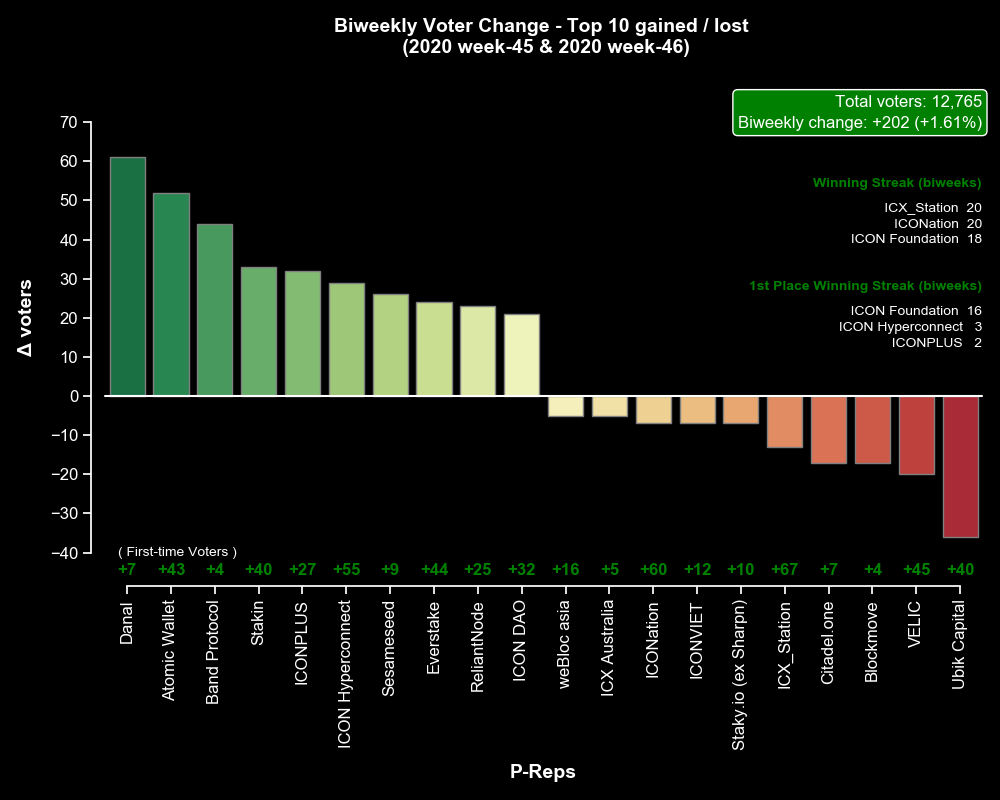 Biweekly Voter Change - Top 10 gained / lost
(2020 week-45 & 2020 week-46)
Total voters: 12,765
Biweekly change: +202 (+1.61%)
Winning Streak (biweeks)
ICX_Station 20
ICONation 20
ICON Foundation 18
1st Place Winning Streak (biweeks)
ICON Foundation 16
ICON Hyperconnect 3
ICONPLUS 2
Δ voters
70
60
50
40
30
20
10
0
−10
−20
−30
−40
( First-time Voters )
+7 +43 +4 +40 +27 +55 +9 +44 +25 +32 +16 +5 +60 +12 +10 +67 +7 +4 +45 +40
Danal
Atomic Wallet
Band Protocol
Stakin
ICONPLUS
ICON Hyperconnect
Sesameseed
Everstake
ReliantNode
ICON DAO
weBloc asia
ICX Australia
ICONation
ICONVIET
Staky.io (ex Sharpn)
ICX_Station
Citadel.one
Blockmove
VELIC
Ubik Capital
P-Reps